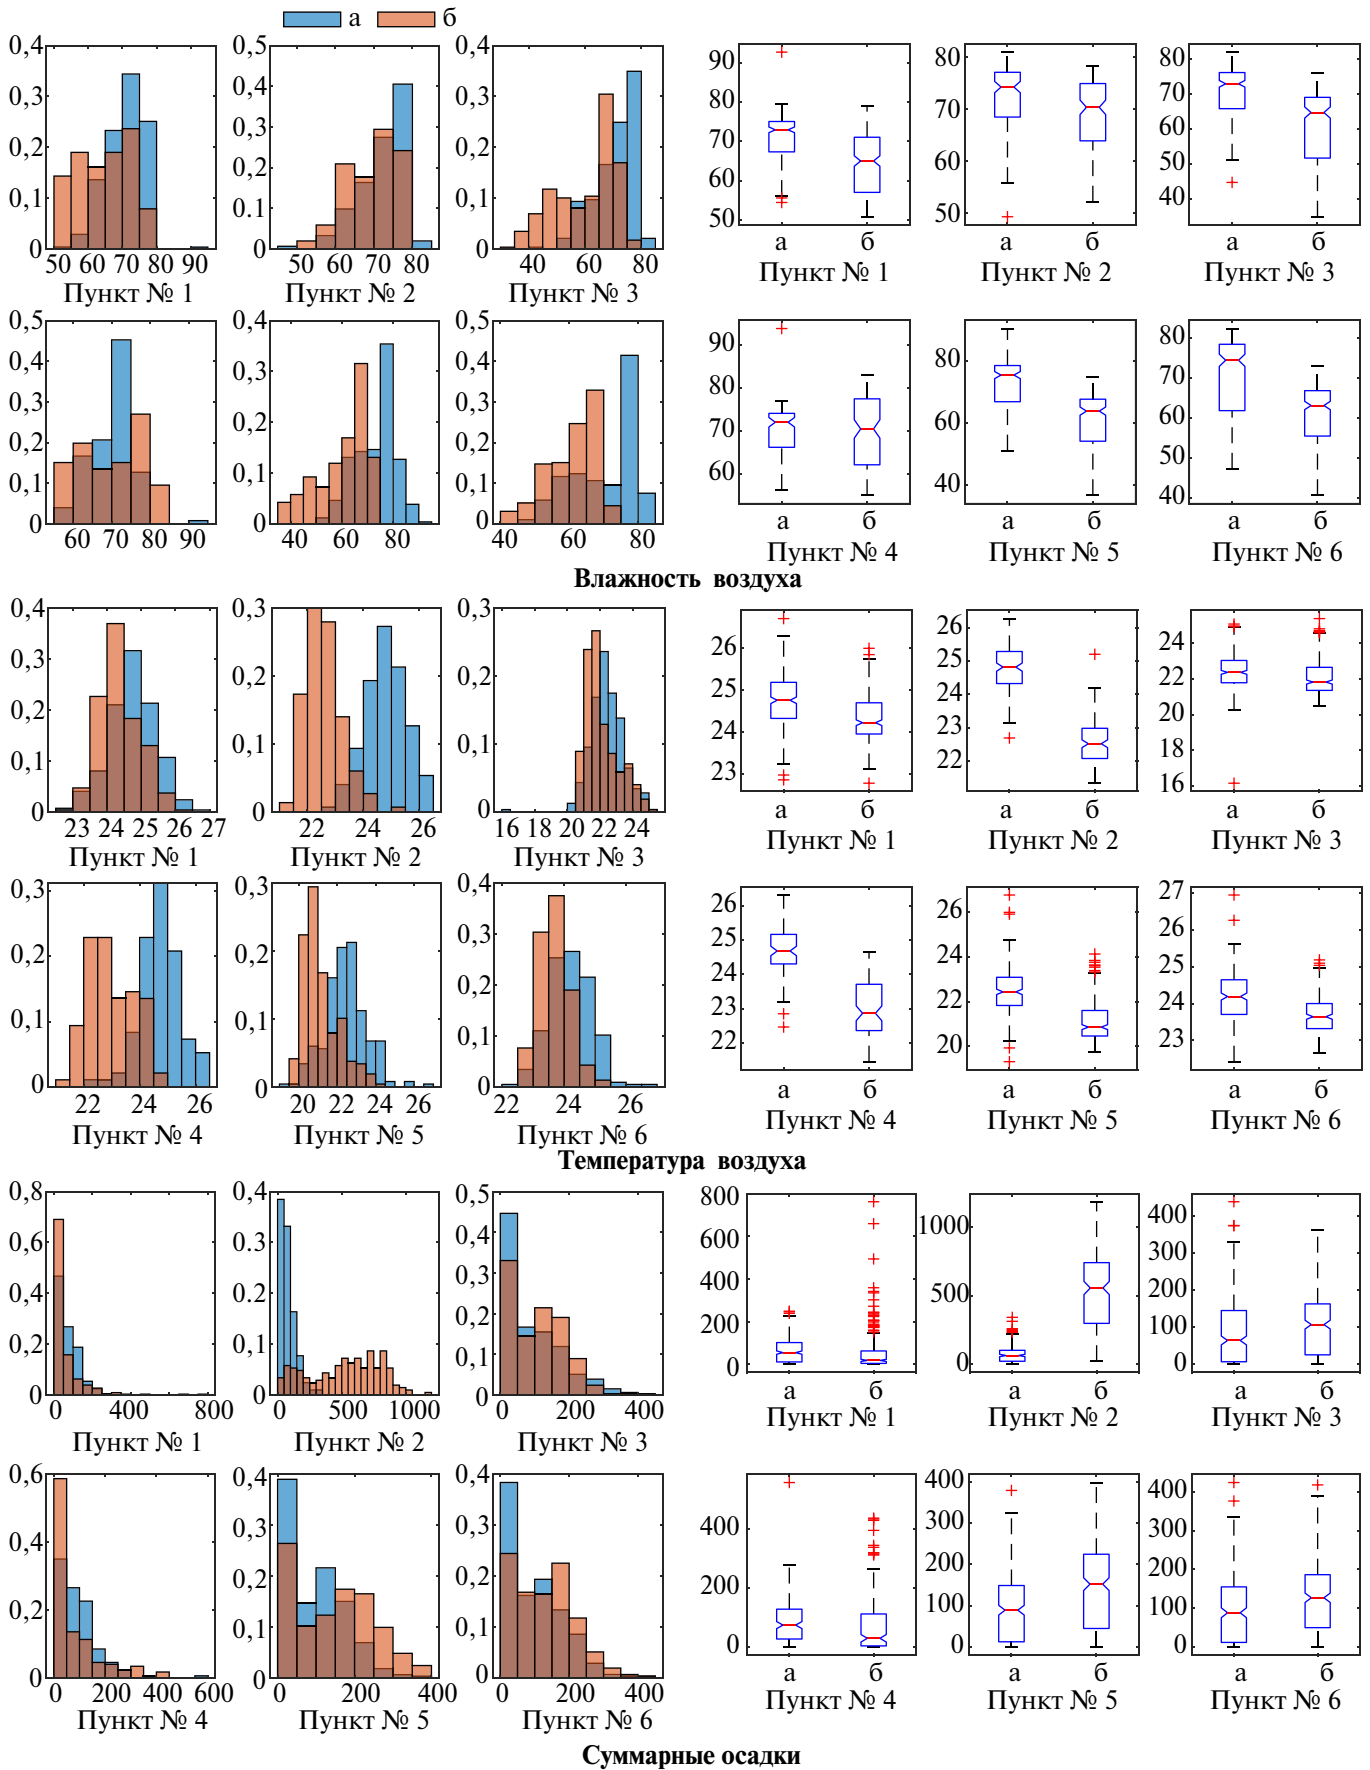 а б
0,4 0,5 0,4 90 80 80
0,3 0,4 0,3 80 70 70
0,2 0,3 0,2 70 60 60
0,1 0,2 0,1 60 50 50
0 0,1 0 50 40
0
50 60 70 80 90 50 60 70 80 40 60 80 а б а б а б
Пункт № 1 Пункт № 2 Пункт № 3 Пункт № 1 Пункт № 2 Пункт № 3
0,5 0,4 0,5 90 80 80
0,4 0,3 0,4 80 60 70
0,3 0,2 0,3 70 40 60
0,2 0,1 0,2 60 50
0,1 0 0,1 40
0 0
60 70 80 90 40 60 80 40 60 80 а б а б а б
Пункт № 4 Пункт № 5 Пункт № 6
Влажность воздуха
0,4 0,3 0,3 26 26 24
0,3 0,2 0,2 25 25 22
0,2 0,1 0,1 24 24 20
0,1 0 0 23 23 18
0 22 16
23 24 25 26 27 22 24 26 16 18 20 22 24 а б а б а б
Пункт № 1 Пункт № 2 Пункт № 3 Пункт № 1 Пункт № 2 Пункт № 3
0,3 0,3 0,4 26 26 27
0,2 0,2 0,3 25 24 26
0,1 0,1 0,2 24 22 25
0 0 0,1 23 20 24
0 22 23
22 24 26 20 22 24 26 22 24 26 а б а б а б
Пункт № 4 Пункт № 5 Пункт № 6 Пункт № 4 Пункт № 5 Пункт № 6
Температура воздуха
0,8 0,4 0,5 800 1000 400
0,6 0,3 0,4 600 500 300
0,4 0,2 0,3 400 0 200
0,2 0,1 0,2 200 100
0 0 0,1 0 0
0
0 400 800 0 500 1000 0 200 400 а б а б а б
Пункт № 1 Пункт № 2 Пункт № 3 Пункт № 1 Пункт № 2 Пункт № 3
0,6 0,4 0,4 400 400 400
0,4 0,3 0,3 200 300 300
0,2 0,2 0,2 0 200 200
0 0,1 0,1 100 100
0 0 0 0
0 200 400 600 0 200 400 0 200 400 а б а б а б
Пункт № 4 Пункт № 5 Пункт № 6 Пункт № 4 Пункт № 5 Пункт № 6
Суммарные осадки